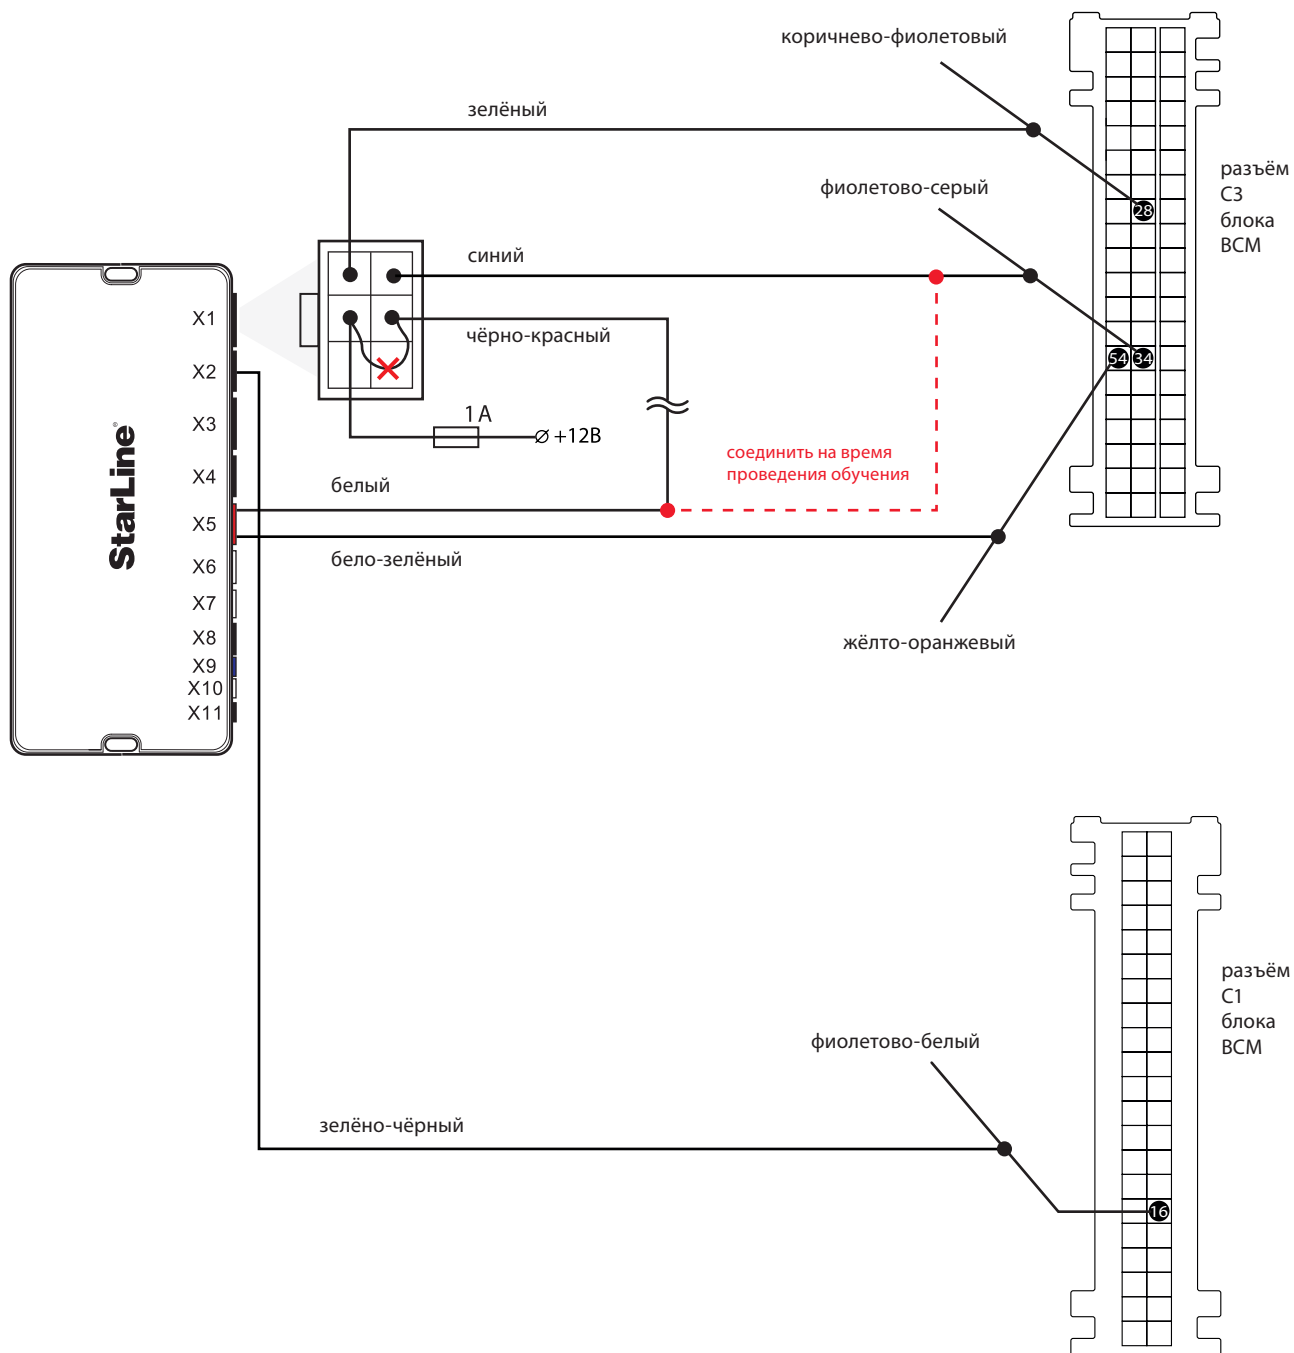 коричнево-фиолетовый
зелёный
разъём
С3
блока
BCM
фиолетово-серый
28
синий
X1
чёрно-красный
54
34
X2
1 A
+12В
X3
соединить на время
проведения обучения
X4
белый
StarLine®
X5
бело-зелёный
X6
X7
X8
жёлто-оранжевый
X9
X10
X11
разъём
С1
блока
BCM
фиолетово-белый
зелёно-чёрный
16